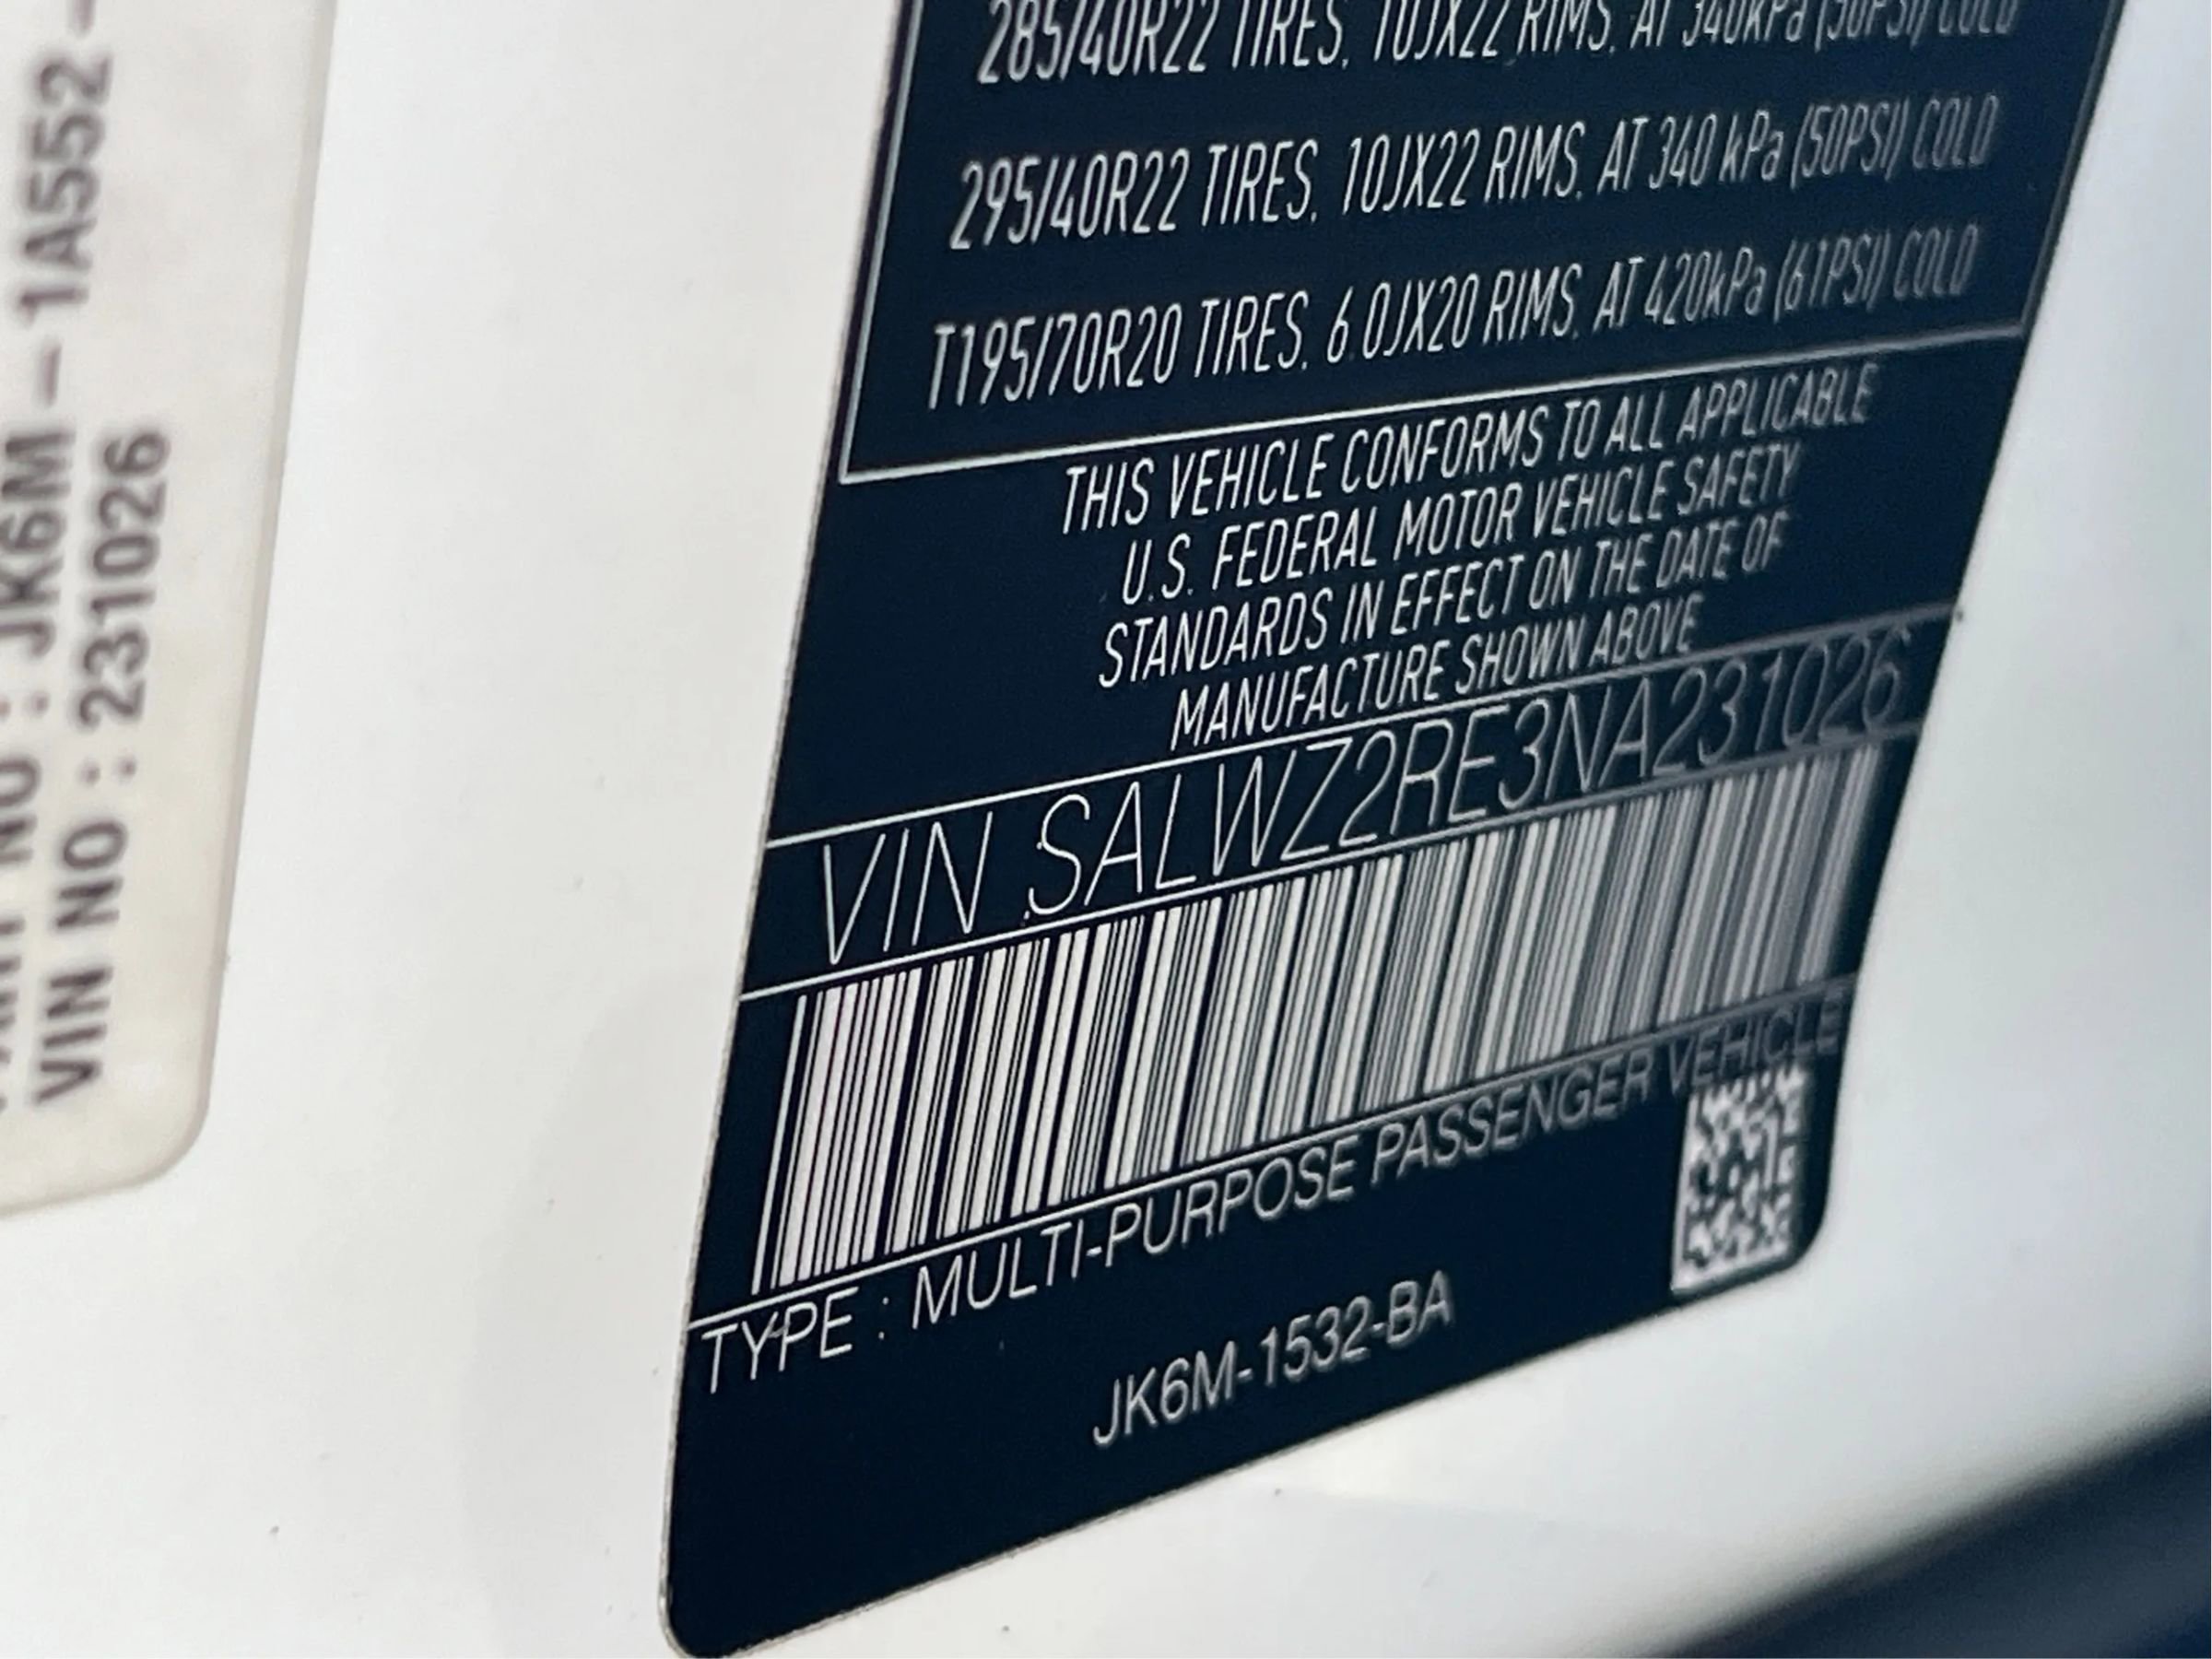 285/40R22 TIRES. 10JX22 RIMS. AT 340kPa (50PSI) COLD
295/40R22 TIRES. 10JX22 RIMS. AT 340 kPa (50PSI) COLD
T195/70R20 TIRES. 6.0JX20 RIMS. AT 420kPa (61PSI) COLD
THIS VEHICLE CONFORMS TO ALL APPLICABLE
U.S. FEDERAL MOTOR VEHICLE SAFETY
STANDARDS IN EFFECT ON THE DATE OF
MANUFACTURE SHOWN ABOVE
VIN SALWZ2RE3NA231026
TYPE : MULTI-PURPOSE PASSENGER VEHICLE
JK6M-1532-BA
NO : JK6M-1A552-
VIN NO : 231026